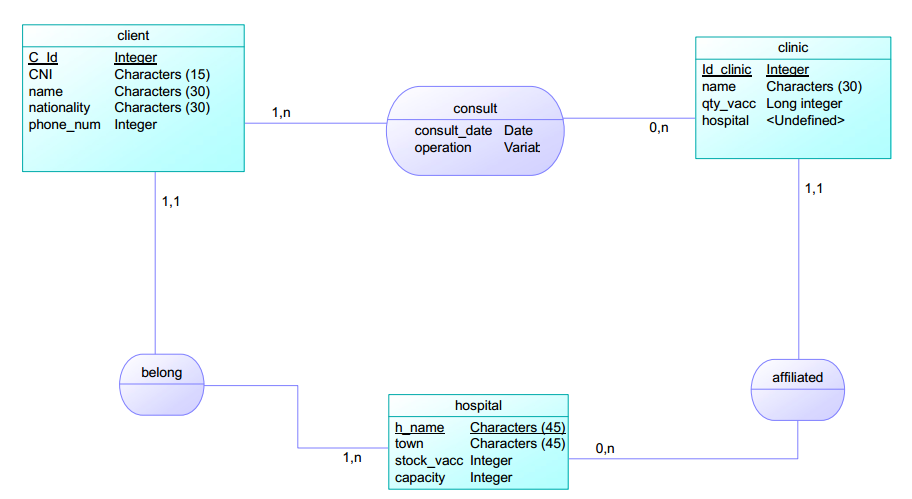 client
C_Id Integer
CNI Characters (15)
name Characters (30)
nationality Characters (30)
phone_num Integer
1,n
consult
consult_date Date
operation Variat
0,n
clinic
Id_clinic Integer
name Characters (30)
qty_vacc Long integer
hospital <Undefined>
1,1
1,1
belong
affiliated
hospital
h_name Characters (45)
town Characters (45)
stock_vacc Integer
capacity Integer
1,n
0,n